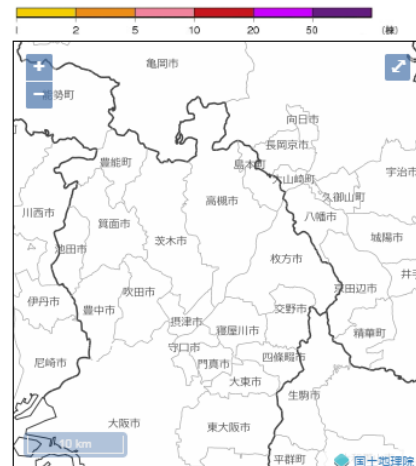 1 2 5 10 20 50 (棟)
+
−
亀岡市
能勢町
向日市
長岡京市
豊能町
島本町
大山崎町
宇治市
久御山町
川西市
箕面市
高槻市
八幡市
茨木市
城陽市
池田市
枚方市
京田辺市
井手
伊丹市
豊中市
吹田市
摂津市
交野市
精華町
寝屋川市
守口市
門真市
四條畷市
尼崎市
大東市
生駒市
大阪市
東大阪市
10 km
平群町
国土地理院